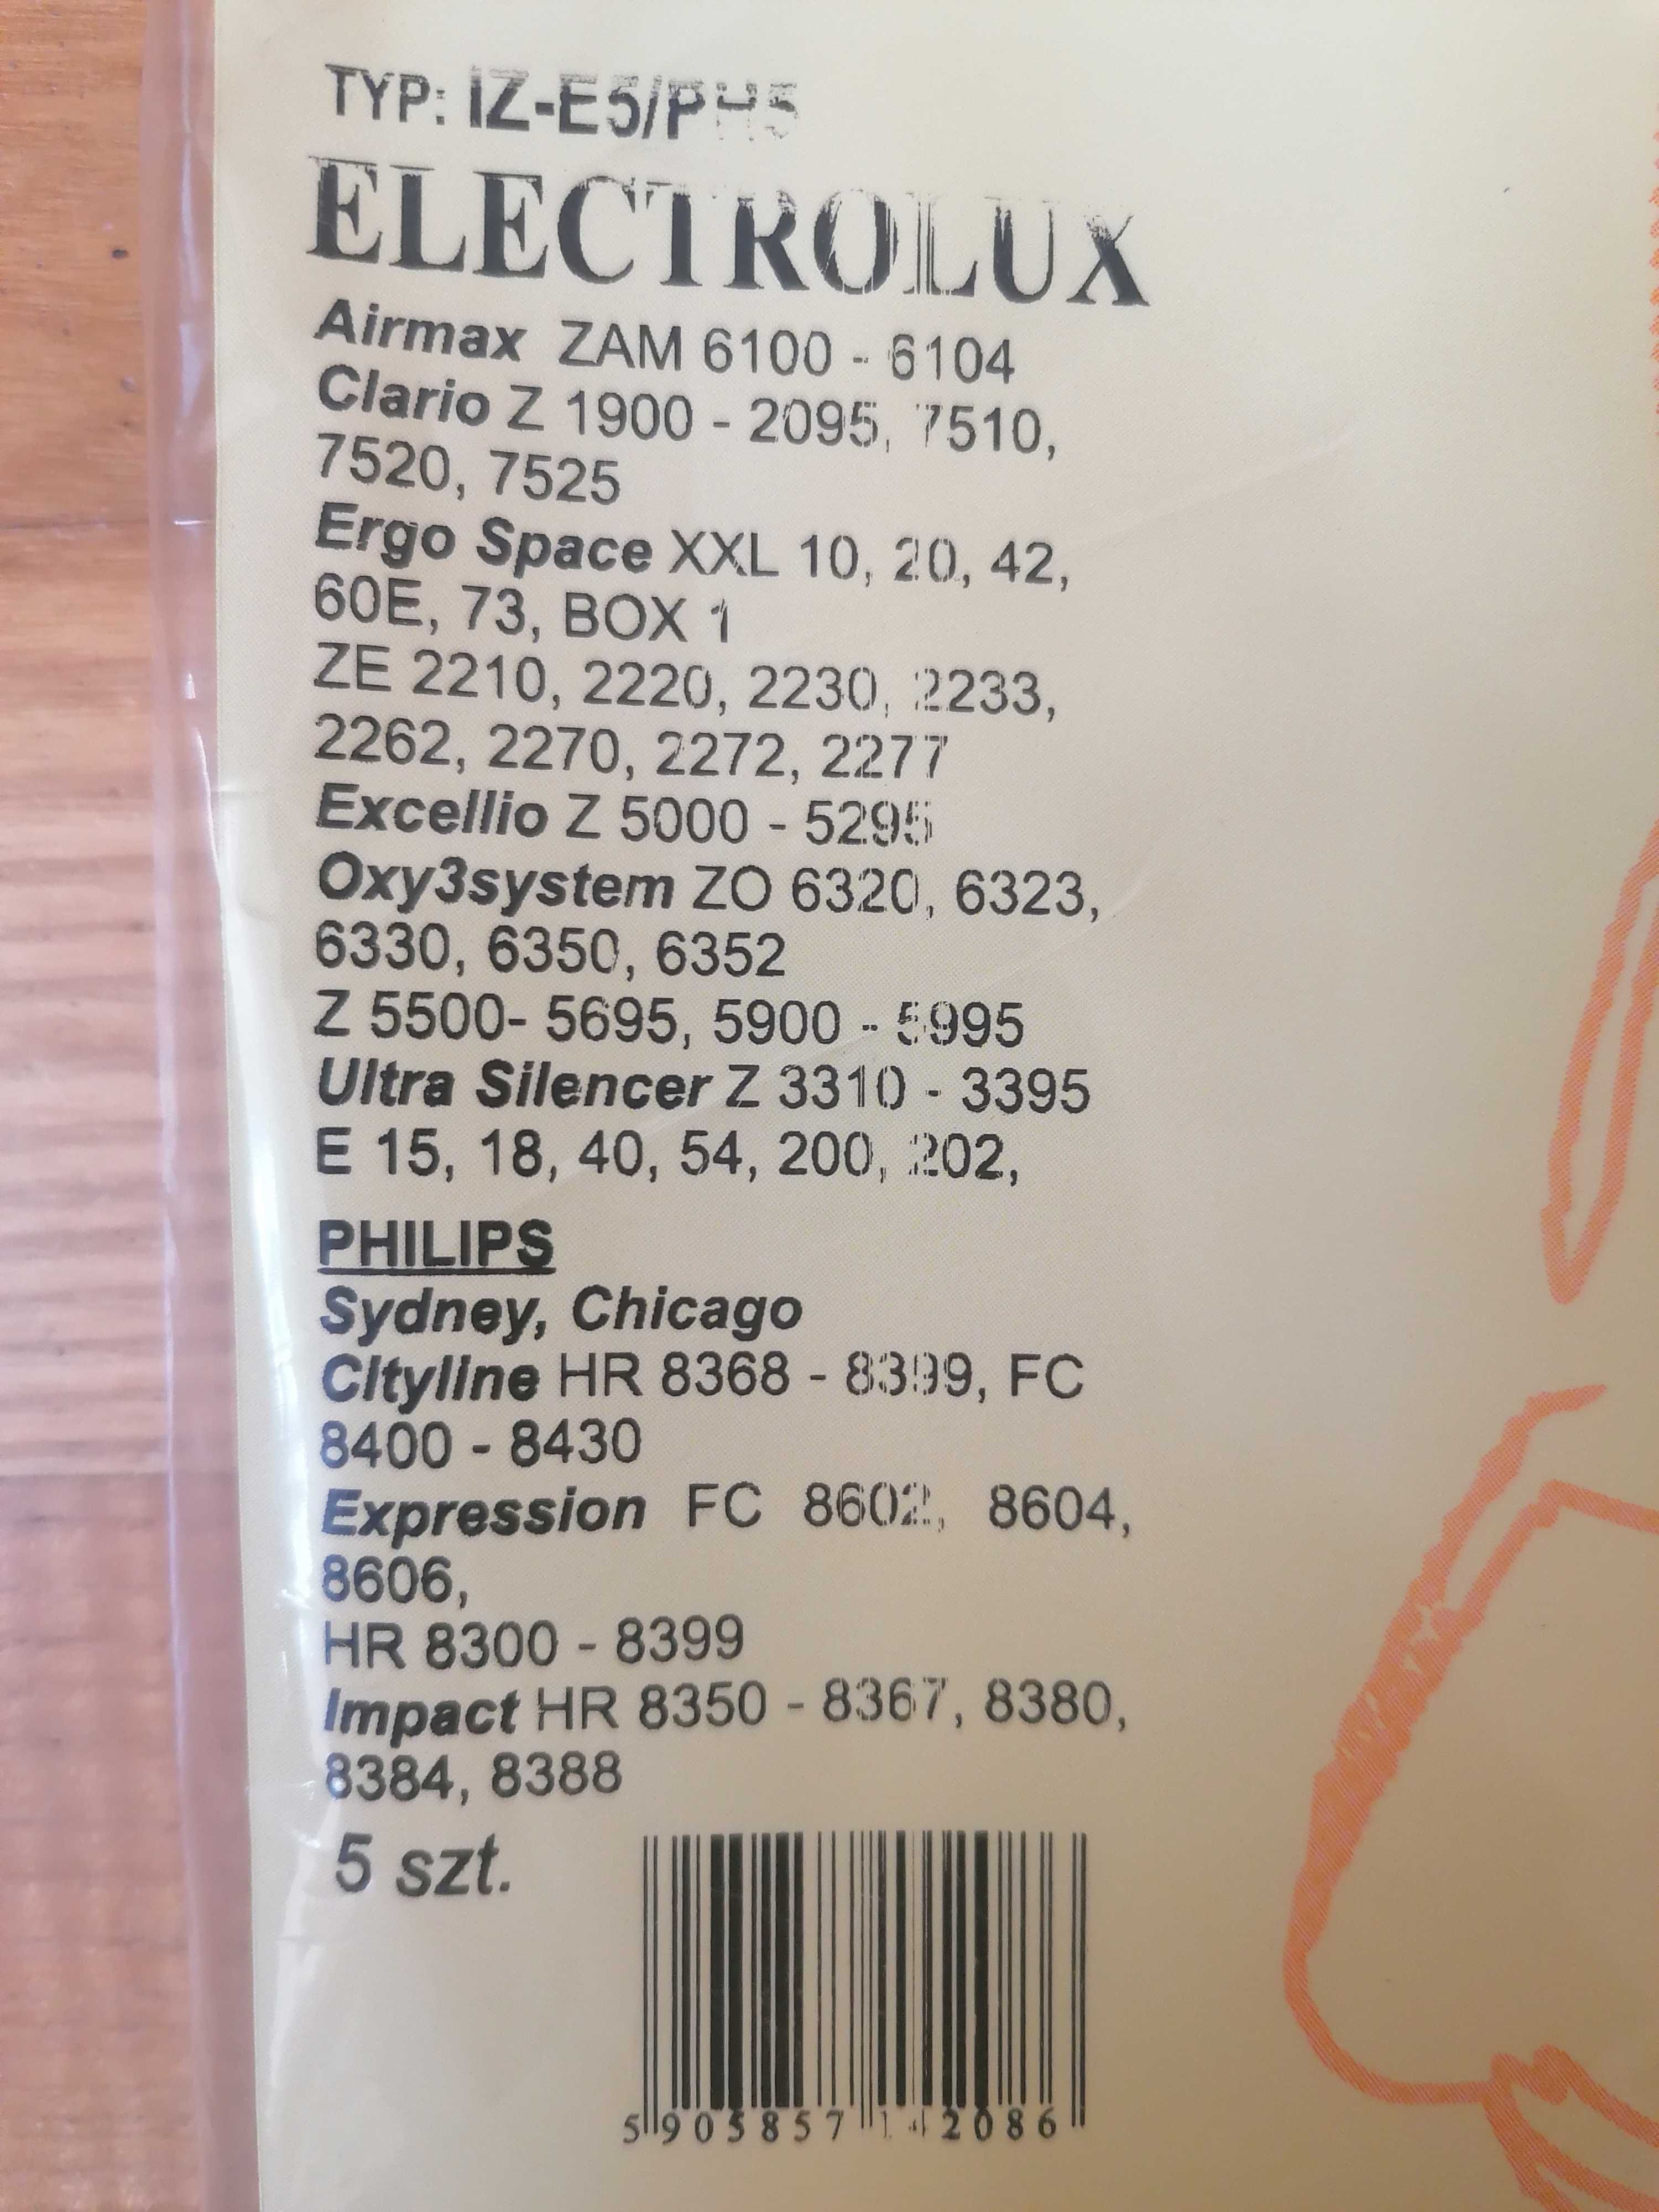 TYP: IZ-E5/PH5
ELECTROLUX
Airmax ZAM 6100 - 6104
Clario Z 1900 - 2095, 7510,
7520, 7525
Ergo Space XXL 10, 20, 42,
60E, 73, BOX 1
ZE 2210, 2220, 2230, 2233,
2262, 2270, 2272, 2277
Excellio Z 5000 - 5295
Oxy3system ZO 6320, 6323,
6330, 6350, 6352
Z 5500- 5695, 5900 - 5995
Ultra Silencer Z 3310 - 3395
E 15, 18, 40, 54, 200, 202,
PHILIPS
Sydney, Chicago
Cityline HR 8368 - 8399, FC
8400 - 8430
Expression FC 8602, 8604,
8606,
HR 8300 - 8399
Impact HR 8350 - 8367, 8380,
8384, 8388
5 szt.
5 905857 142086